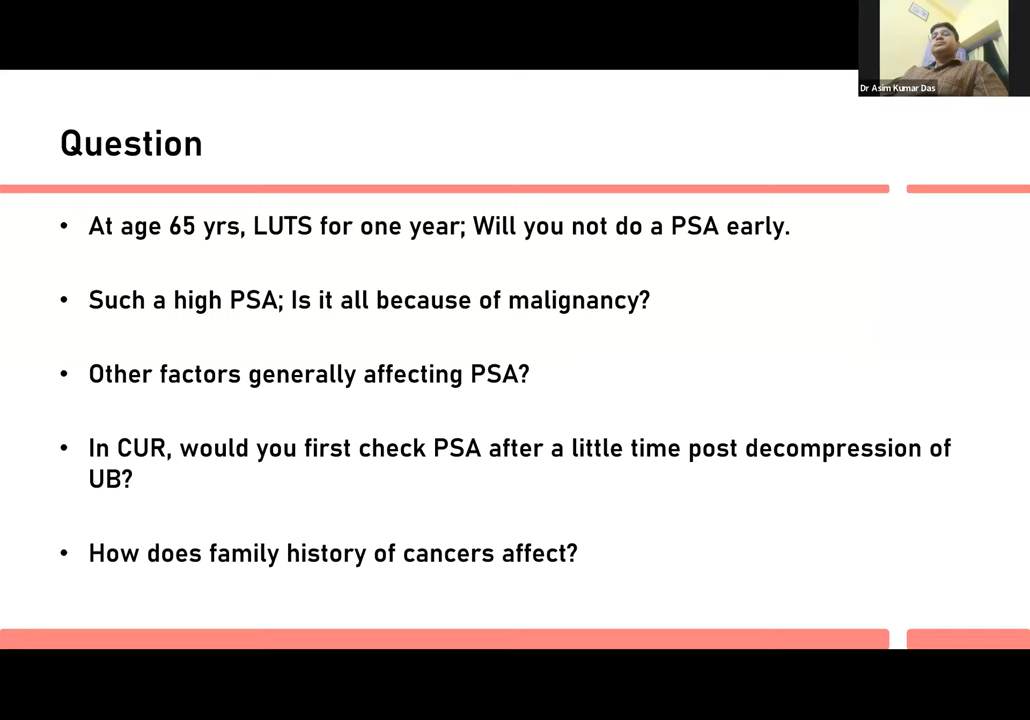 Dr Asim Kumar Das
Question
• At age 65 yrs, LUTS for one year; Will you not do a PSA early.
• Such a high PSA; Is it all because of malignancy?
• Other factors generally affecting PSA?
• In CUR, would you first check PSA after a little time post decompression of
UB?
• How does family history of cancers affect?